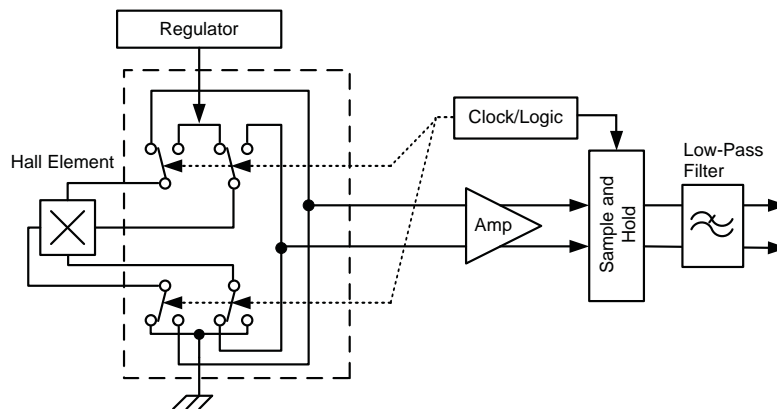 Regulator
Clock/Logic
Hall Element
Low-Pass
Filter
Amp
Sample and
Hold